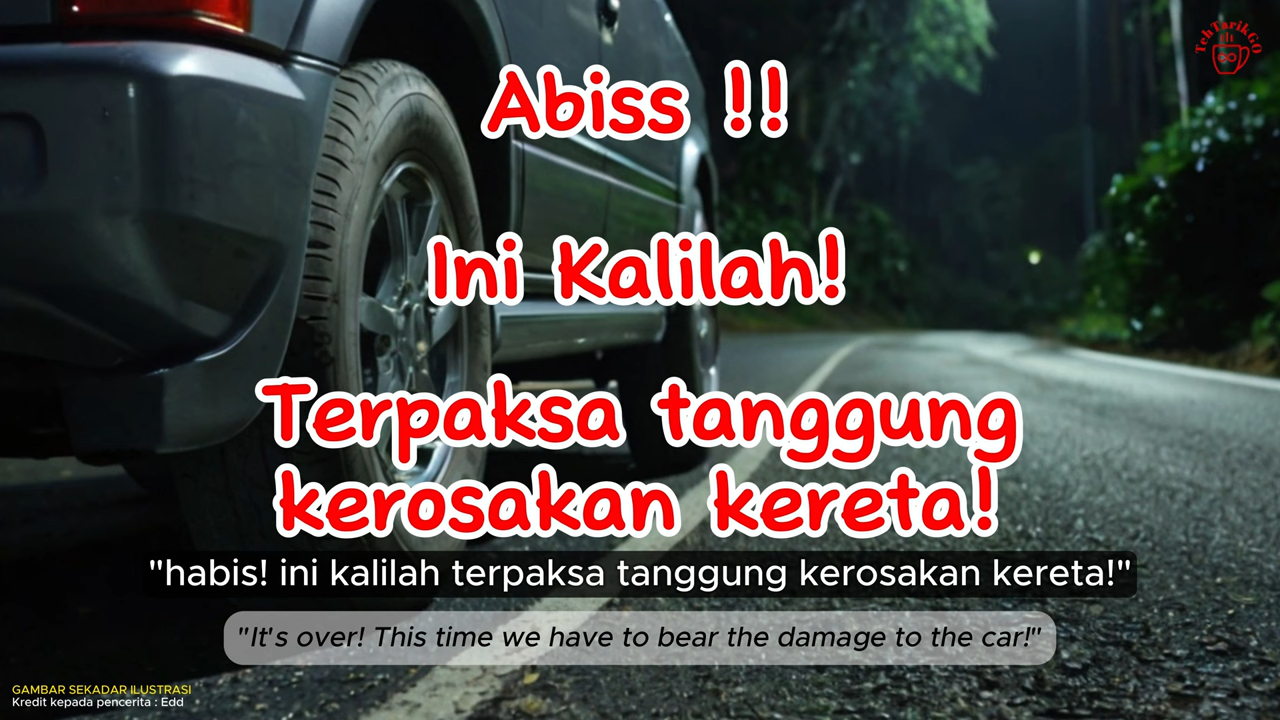 TehTarikGO
Abiss !!
Ini Kalilah!
Terpaksa tanggung
kerosakan kereta!
"habis! ini kalilah terpaksa tanggung kerosakan kereta!"
"It's over! This time we have to bear the damage to the car!"
GAMBAR SEKADAR ILUSTRASI
Kredit kepada pencerita : Edd